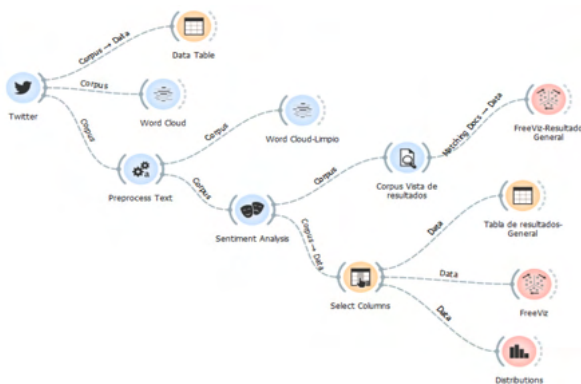 Corpus → Data
Data Table
Corpus
Twitter
Word Cloud
Corpus
Corpus
Word Cloud-Limpio
Matching Docs → Data
FreeViz-Resultado
General
Preprocess Text
Corpus
Corpus
Corpus Vista de
resultados
Sentiment Analysis
Corpus → Data
Data
Tabla de resultados-
General
Select Columns
Data
FreeViz
Data
Distributions